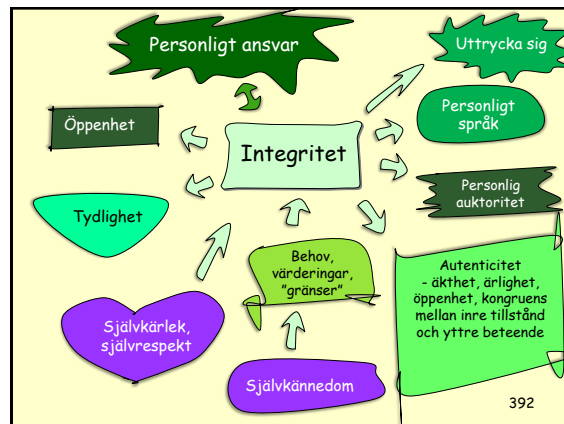 Personligt ansvar
Uttrycka sig
Öppenhet
Personligt
språk
Integritet
Personlig
auktoritet
Tydlighet
Behov,
värderingar,
"gränser"
Autenticitet
- äkthet, ärlighet,
öppenhet, kongruens
mellan inre tillstånd
och yttre beteende
Självkärlek,
självrespekt
Självkännedom
392